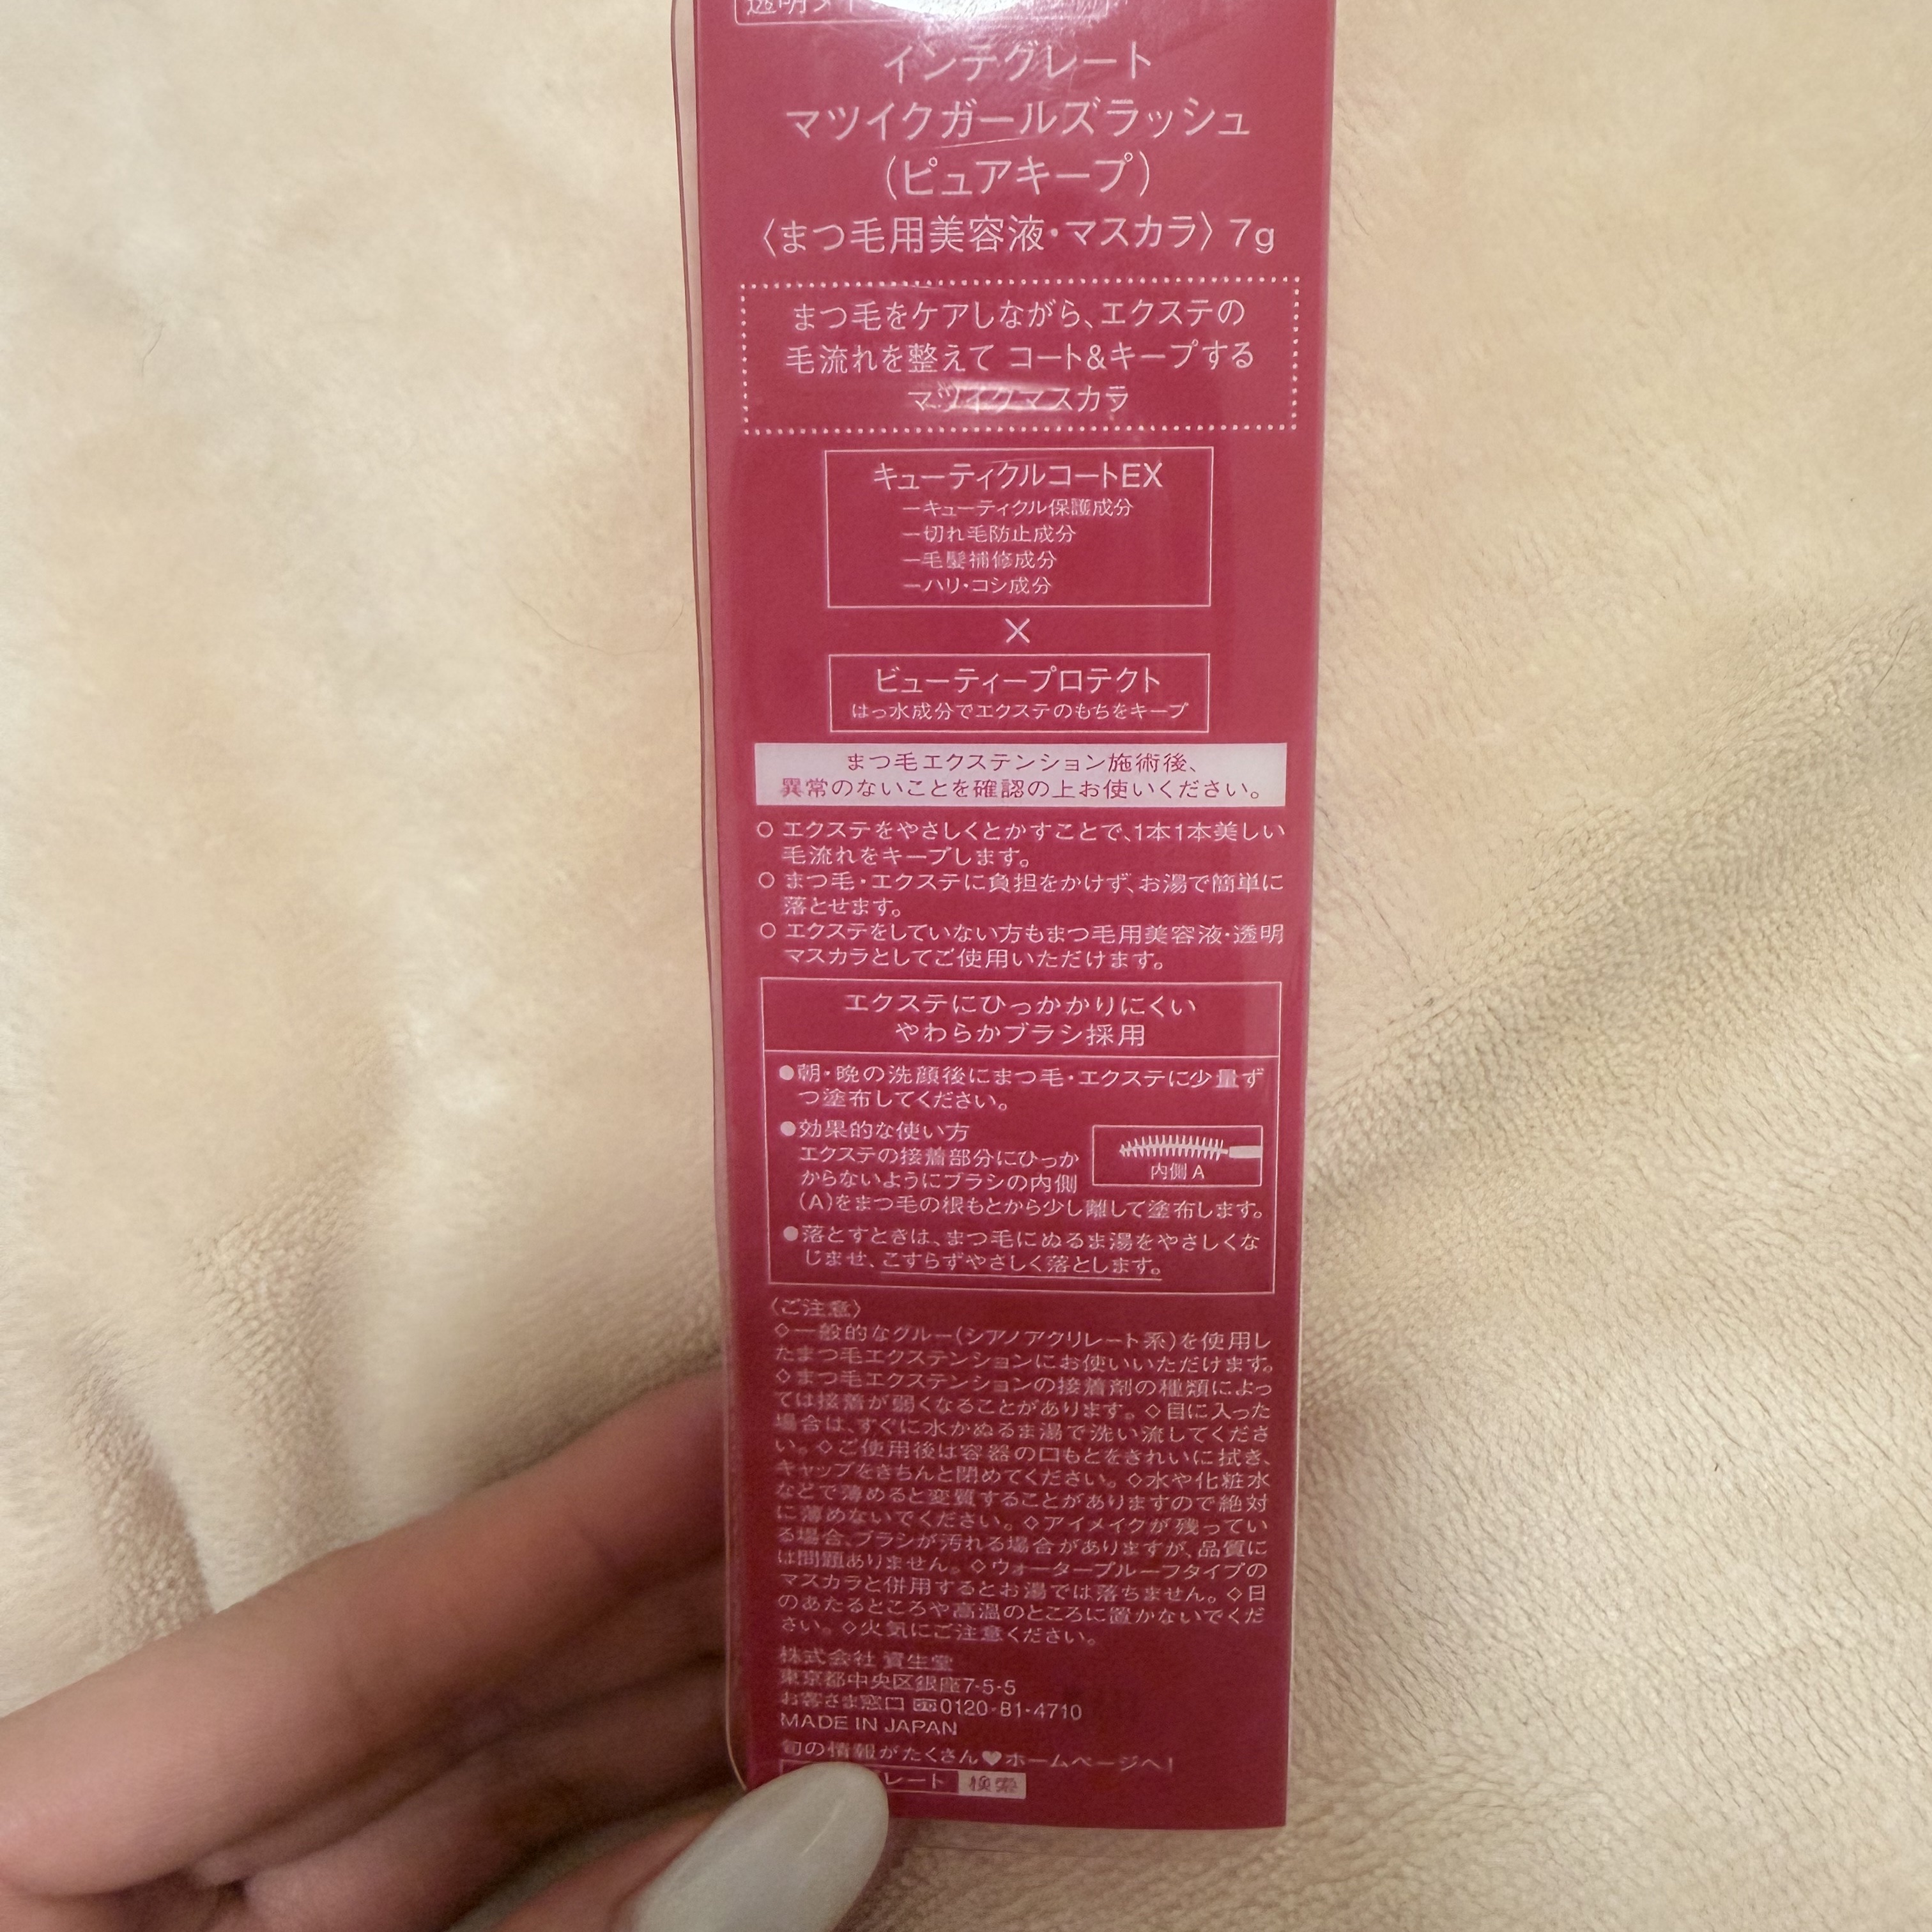 透明
インテグレート
マツイクガールズラッシュ
(ピュアキープ)
〈まつ毛用美容液・マスカラ〉7g
まつ毛をケアしながら、エクステの
毛流れを整えて コート&キープする
マツイクマスカラ
キューティクルコートEX
―キューティクル保護成分
―切れ毛防止成分
―毛髪補修成分
―ハリ・コシ成分
×
ビューティープロテクト
はっ水成分でエクステのもちをキープ
まつ毛エクステンション施術後、
異常のないことを確認の上お使いください。
○ エクステをやさしくとかすことで、1本1本美しい
毛流れをキープします。
○ まつ毛・エクステに負担をかけず、お湯で簡単に
落とせます。
○ エクステをしていない方もまつ毛用美容液・透明
マスカラとしてご使用いただけます。
エクステにひっかかりにくい
やわらかブラシ採用
●朝・晩の洗顔後にまつ毛・エクステに少量ず
つ塗布してください。
●効果的な使い方
エクステの接着部分にひっか
からないようにブラシの内側
(A)をまつ毛の根もとから少し離して塗布します。
内側 A
●落とすときは、まつ毛にぬるま湯をやさしくな
じませ、こすらずやさしく落とします。
〈ご注意〉
◇一般的なグルー(シアノアクリレート系)を使用し
たまつ毛エクステンションにお使いいただけます。
◇まつ毛エクステンションの接着剤の種類によっ
ては接着が弱くなることがあります。◇目に入った
場合は、すぐに水かぬるま湯で洗い流してくださ
い。◇ご使用後は容器の口もとをきれいに拭き、
キャップをきちんと閉めてください。◇水や化粧水
などで薄めると変質することがありますので絶対
に薄めないでください。◇アイメイクが残ってい
る場合、ブラシが汚れる場合がありますが、品質に
は問題ありません。◇ウォータープルーフタイプの
マスカラと併用するとお湯では落ちません。◇日
のあたるところや高温のところに置かないでくだ
さい。◇火気にご注意ください。
株式会社 資生堂
東京都中央区銀座7-5-5
お客さま窓口 0120-81-4710
MADE IN JAPAN
旬の情報がたくさん♥ホームページへ!
レート 検索